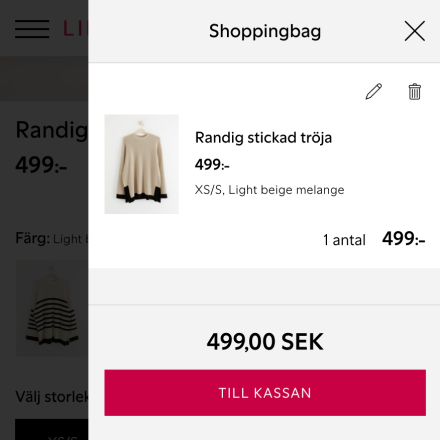 LI
Shoppingbag
Randig
499:-
Randig stickad tröja
499:-
XS/S, Light beige melange
Färg: Light b
1 antal 499:-
499,00 SEK
Välj storlek
TILL KASSAN
XS/S